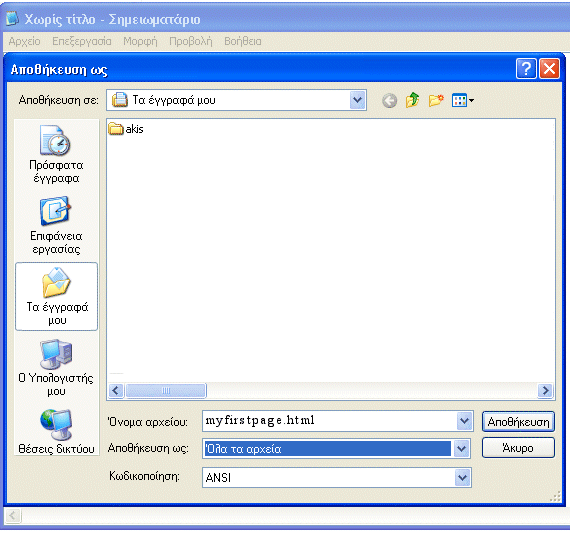 Χωρίς τίτλο - Σημειωματάριο
Αρχείο Επεξεργασία Μορφή Προβολή Βοήθεια
Αποθήκευση ως
Αποθήκευση σε: Τα έγγραφά μου
akis
Πρόσφατα
έγγραφα
Επιφάνεια
εργασίας
Τα έγγραφά
μου
Ο Υπολογιστής
μου
Θέσεις δικτύου
Όνομα αρχείου: myfirstpage.html Αποθήκευση
Αποθήκευση ως: Όλα τα αρχεία Άκυρο
Κωδικοποίηση: ANSI